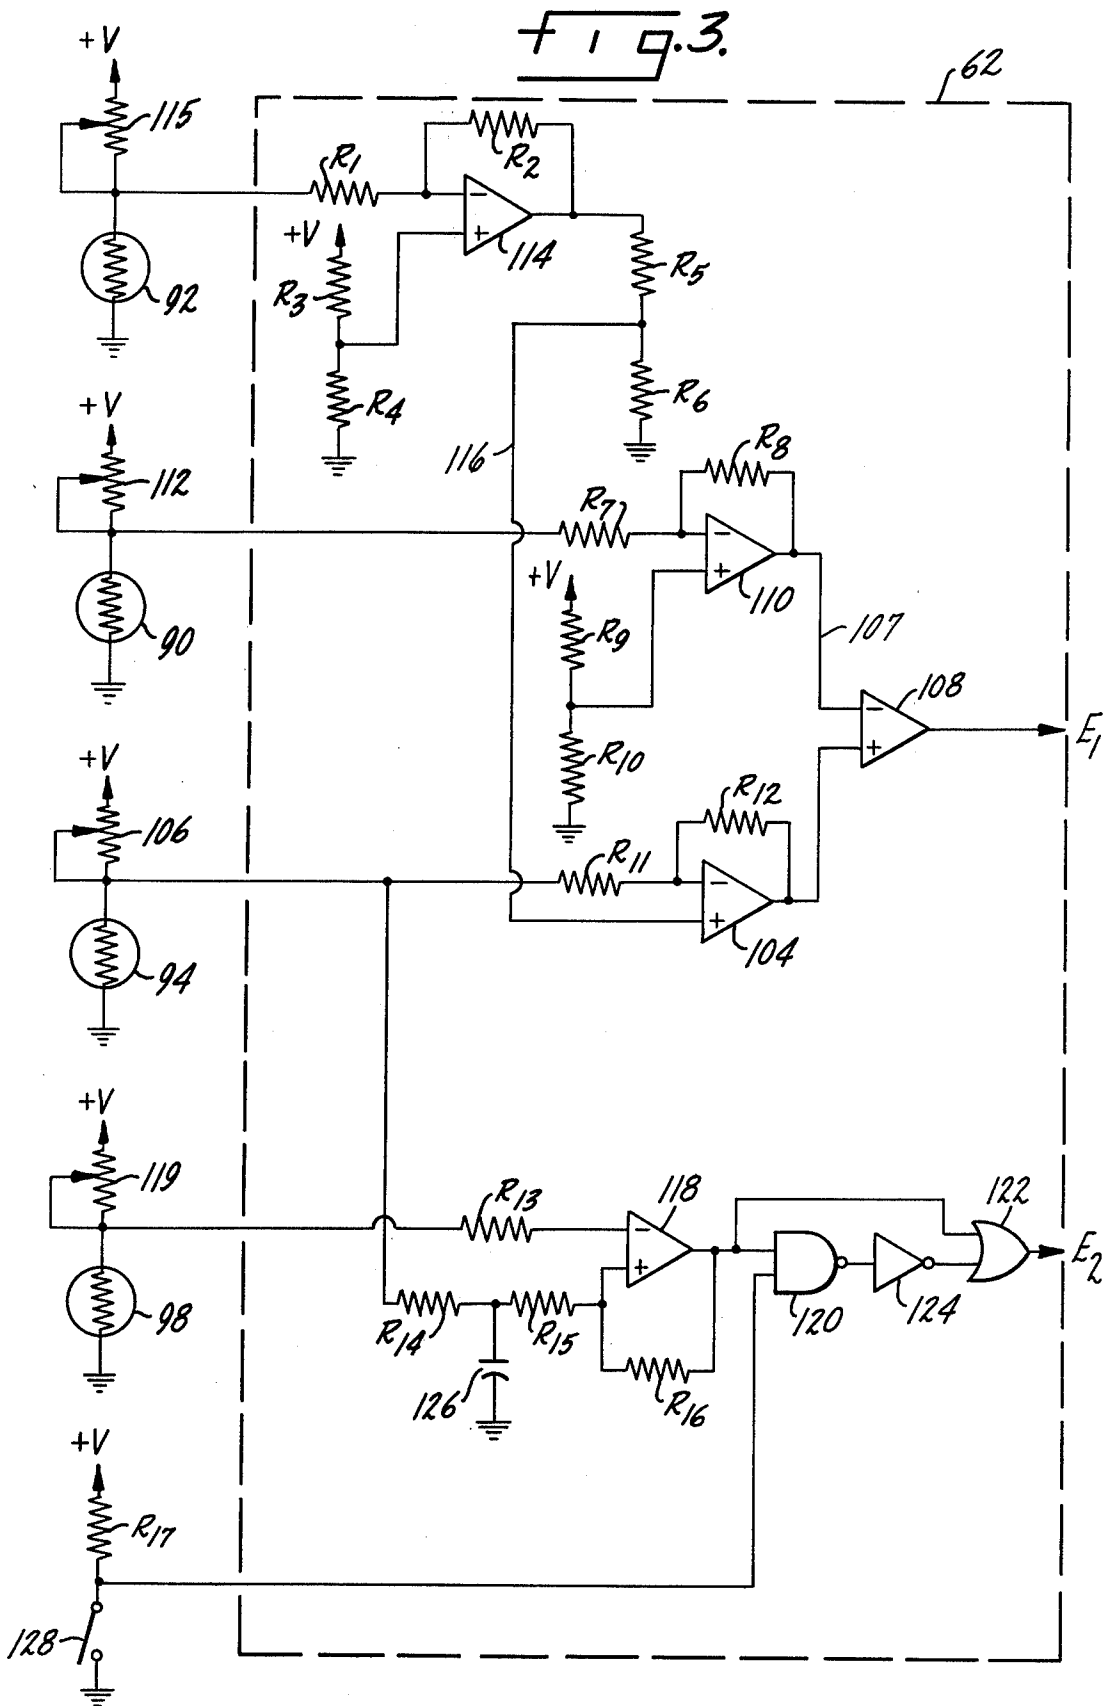 Fig.3.
62
+V
115
R1
R2
-
+
114
+V
R3
R4
R5
92
R6
+V
112
116
R7
R8
-
+
110
90
+V
R9
R10
107
108
-
+
E1
+V
106
R11
R12
-
+
104
94
+V
119
R13
118
-
+
122
E2
98
R14
R15
120
124
126
R16
+V
R17
128